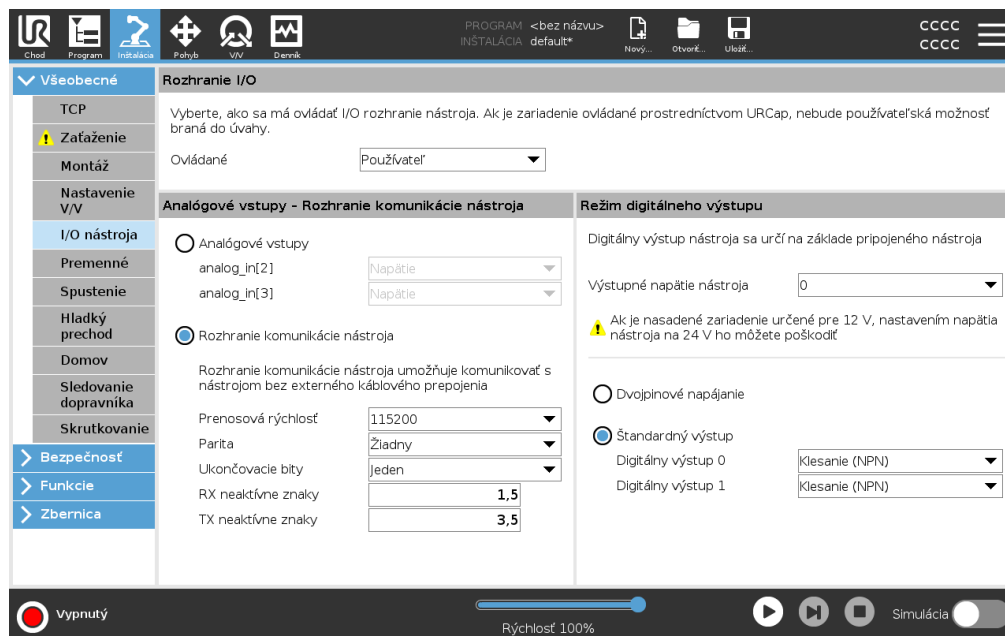 PROGRAM <bez názvu>
INŠTALÁCIA default*
Chod
Program
Inštalácia
Pohyb
V/V
Denník
Nový...
Otvoriť...
Uložiť...
CCCC
CCCC
Všeobecné
TCP
Zaťaženie
Montáž
Nastavenie
V/V
I/O nástroja
Premenné
Spustenie
Hladký
prechod
Domov
Sledovanie
dopravníka
Skrutkovanie
Bezpečnosť
Funkcie
Zbernica
Rozhranie I/O
Vyberte, ako sa má ovládať I/O rozhranie nástroja. Ak je zariadenie ovládané prostredníctvom URCap, nebude používateľská možnosť
braná do úvahy.
Ovládané Používateľ
Analógové vstupy - Rozhranie komunikácie nástroja
Analógové vstupy
analog_in[2] Napätie
analog_in[3] Napätie
Rozhranie komunikácie nástroja
Rozhranie komunikácie nástroja umožňuje komunikovať s
nástrojom bez externého káblového prepojenia
Prenosová rýchlosť 115200
Parita Žiadny
Ukončovacie bity Jeden
RX neaktívne znaky 1,5
TX neaktívne znaky 3,5
Režim digitálneho výstupu
Digitálny výstup nástroja sa určí na základe pripojeného nástroja
Výstupné napätie nástroja 0
Ak je nasadené zariadenie určené pre 12 V, nastavením napätia
nástroja na 24 V ho môžete poškodiť
Dvojpinové napájanie
Štandardný výstup
Digitálny výstup 0 Klesanie (NPN)
Digitálny výstup 1 Klesanie (NPN)
Vypnutý
Rýchlosť 100%
Simulácia